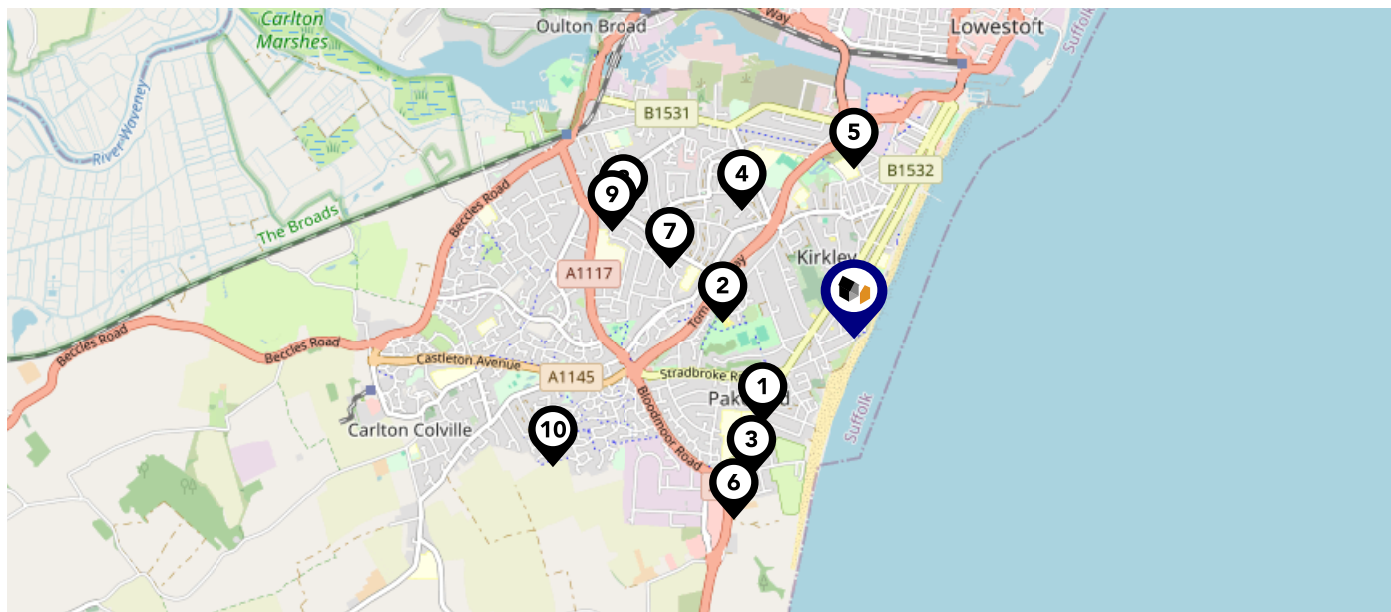 Carlton
Marshes
Oulton Broad
Way
Lowestoft
Suffolk
River Waveney
B1531
5
B1532
4
9
Beccles Road
The Broads
7
Kirkley
A1117
2
Beccles Road
Beccles Road
Castleton Avenue
A1145
Stradbroke
1
Bloodmoor Road
Carlton Colville
10
3
6
Suffolk